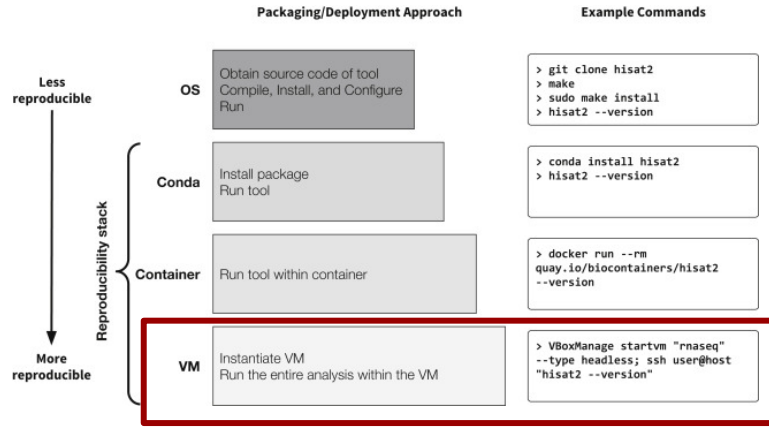 Packaging/Deployment Approach
Example Commands
Less
reproducible
More
reproducible
Reproducibility stack
OS
Obtain source code of tool
Compile, Install, and Configure
Run
> git clone hisat2
> make
> sudo make install
> hisat2 --version
Conda
Install package
Run tool
> conda install hisat2
> hisat2 --version
Container
Run tool within container
> docker run --rm
quay.io/biocontainers/hisat2
--version
VM
Instantiate VM
Run the entire analysis within the VM
> VBoxManage startvm "rnaseq"
--type headless; ssh user@host
"hisat2 --version"